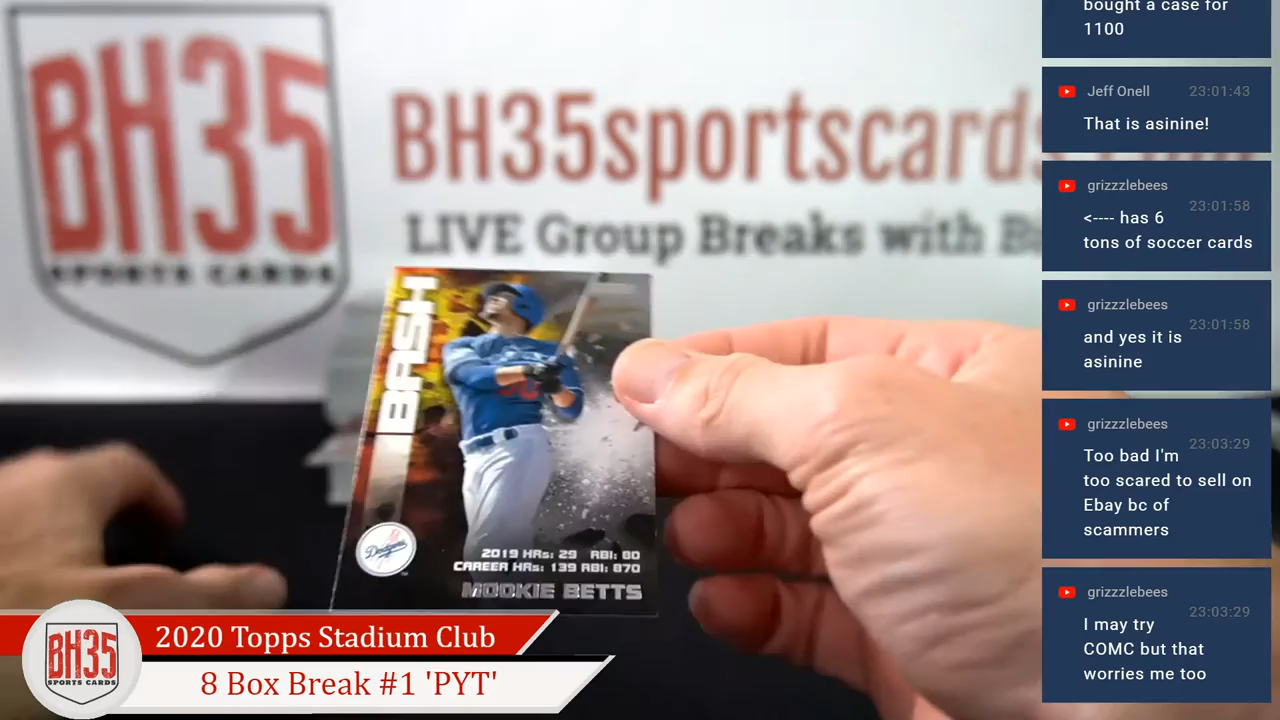 BH35
SPORTS CARDS
BH35sportscards
LIVE Group Breaks with
BASH
Dodgers
2019 HRs: 29 RBI: 80
CAREER HRs: 139 RBI: 870
MOOKIE BETTS
BH35
SPORTS CARDS
2020 Topps Stadium Club
8 Box Break #1 'PYT'
bought a case for
1100
Jeff Onell 23:01:43
That is asinine!
grizzzlebees
23:01:58
<---- has 6
tons of soccer cards
grizzzlebees
23:01:58
and yes it is
asinine
grizzzlebees
23:03:29
Too bad I'm
too scared to sell on
Ebay bc of
scammers
grizzzlebees
23:03:29
I may try
COMC but that
worries me too